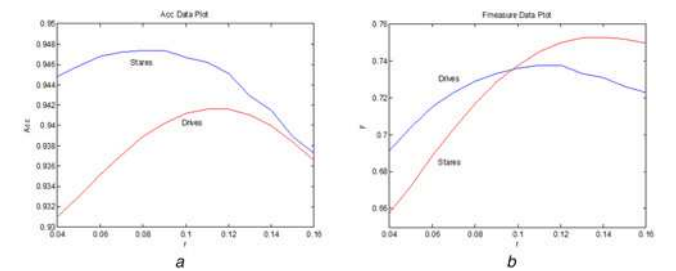 Acc Data Plot
0.95
0.948
0.946
0.944
0.942
0.94
0.938
0.936
0.934
0.932
0.93
Acc
Stares
Drives
0.04 0.06 0.08 0.1 0.12 0.14 0.16
r
a
Fmeasure Data Plot
0.76
0.74
0.72
0.7
0.68
0.66
F
Drives
Stares
0.04 0.06 0.08 0.1 0.12 0.14 0.16
r
b